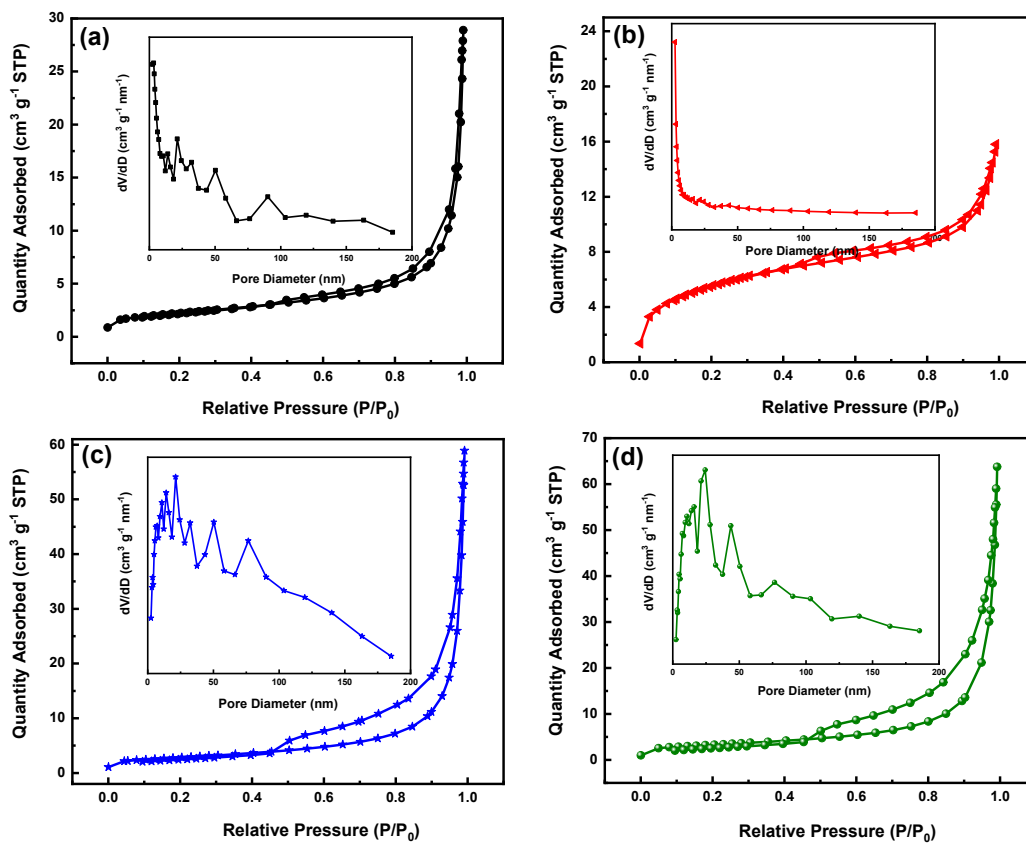 (a)
Quantity Adsorbed (cm³ g⁻¹ STP)
30
25
20
15
10
5
0
dV/dD (cm³ g⁻¹ nm⁻¹)
0 50 100 150 200
Pore Diameter (nm)
0.0 0.2 0.4 0.6 0.8 1.0
Relative Pressure (P/P₀)
(b)
Quantity Adsorbed (cm³ g⁻¹ STP)
24
20
16
12
8
4
0
dV/dD (cm³ g⁻¹ nm⁻¹)
0 50 100 150 200
Pore Diameter (nm)
0.0 0.2 0.4 0.6 0.8 1.0
Relative Pressure (P/P₀)
(c)
Quantity Adsorbed (cm³ g⁻¹ STP)
60
50
40
30
20
10
0
dV/dD (cm³ g⁻¹ nm⁻¹)
0 50 100 150 200
Pore Diameter (nm)
0.0 0.2 0.4 0.6 0.8 1.0
Relative Pressure (P/P₀)
(d)
Quantity Adsorbed (cm³ g⁻¹ STP)
70
60
50
40
30
20
10
0
dV/dD (cm³ g⁻¹ nm⁻¹)
0 50 100 150 200
Pore Diameter (nm)
0.0 0.2 0.4 0.6 0.8 1.0
Relative Pressure (P/P₀)